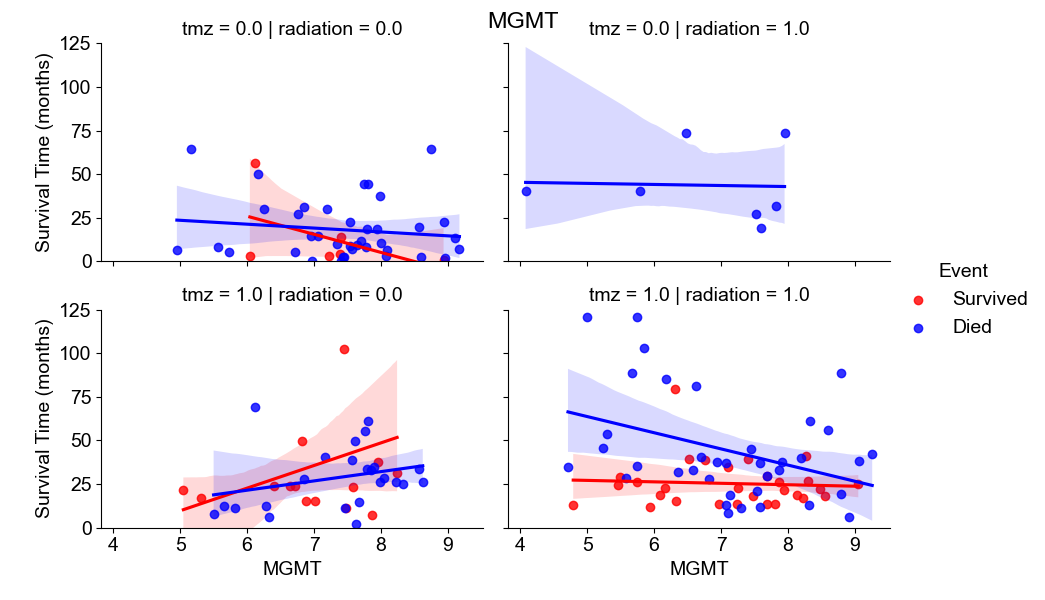 MGMT
tmz = 0.0 | radiation = 0.0
tmz = 0.0 | radiation = 1.0
125
100
75
50
25
0
Survival Time (months)
tmz = 1.0 | radiation = 0.0
tmz = 1.0 | radiation = 1.0
125
100
75
50
25
0
Survival Time (months)
4 5 6 7 8 9
4 5 6 7 8 9
MGMT
MGMT
Event
Survived
Died